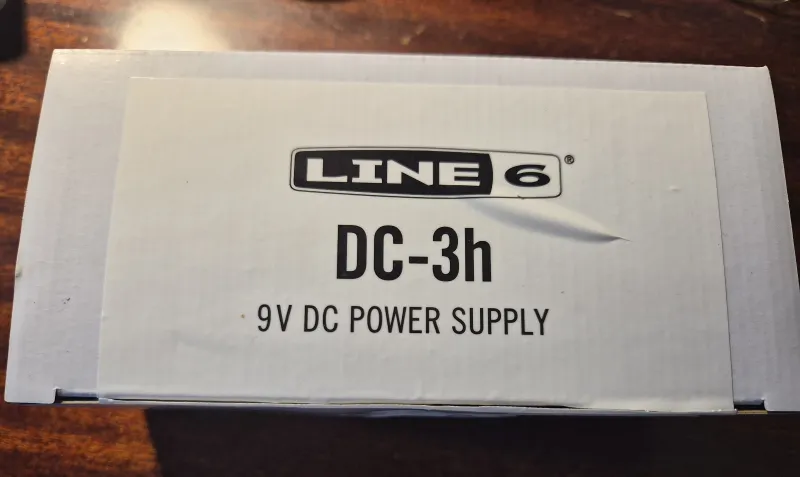 LINE 6®
DC-3h
9V DC POWER SUPPLY